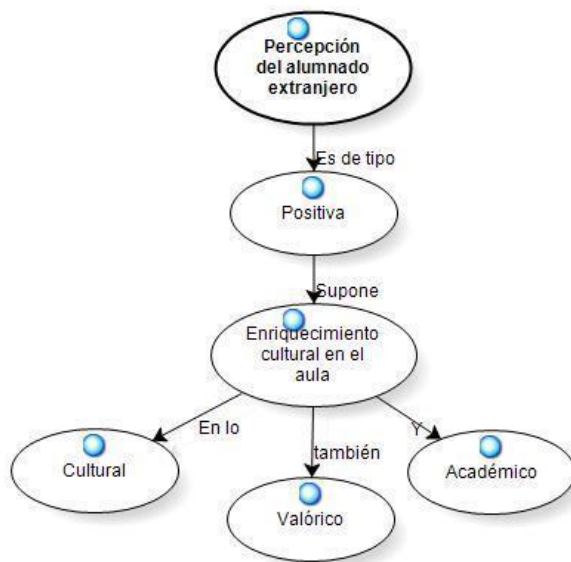 Percepción
del alumnado
extranjero
Es de tipo
Positiva
Supone
Enriquecimiento
cultural en el
aula
En lo
también
Y
Cultural
Valórico
Académico